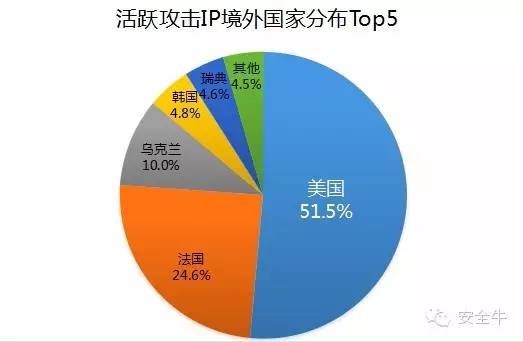 活跃攻击IP境外国家分布Top5
其他
4.5%
瑞典
4.6%
韩国
4.8%
乌克兰
10.0%
美国
51.5%
法国
24.6%
安全牛